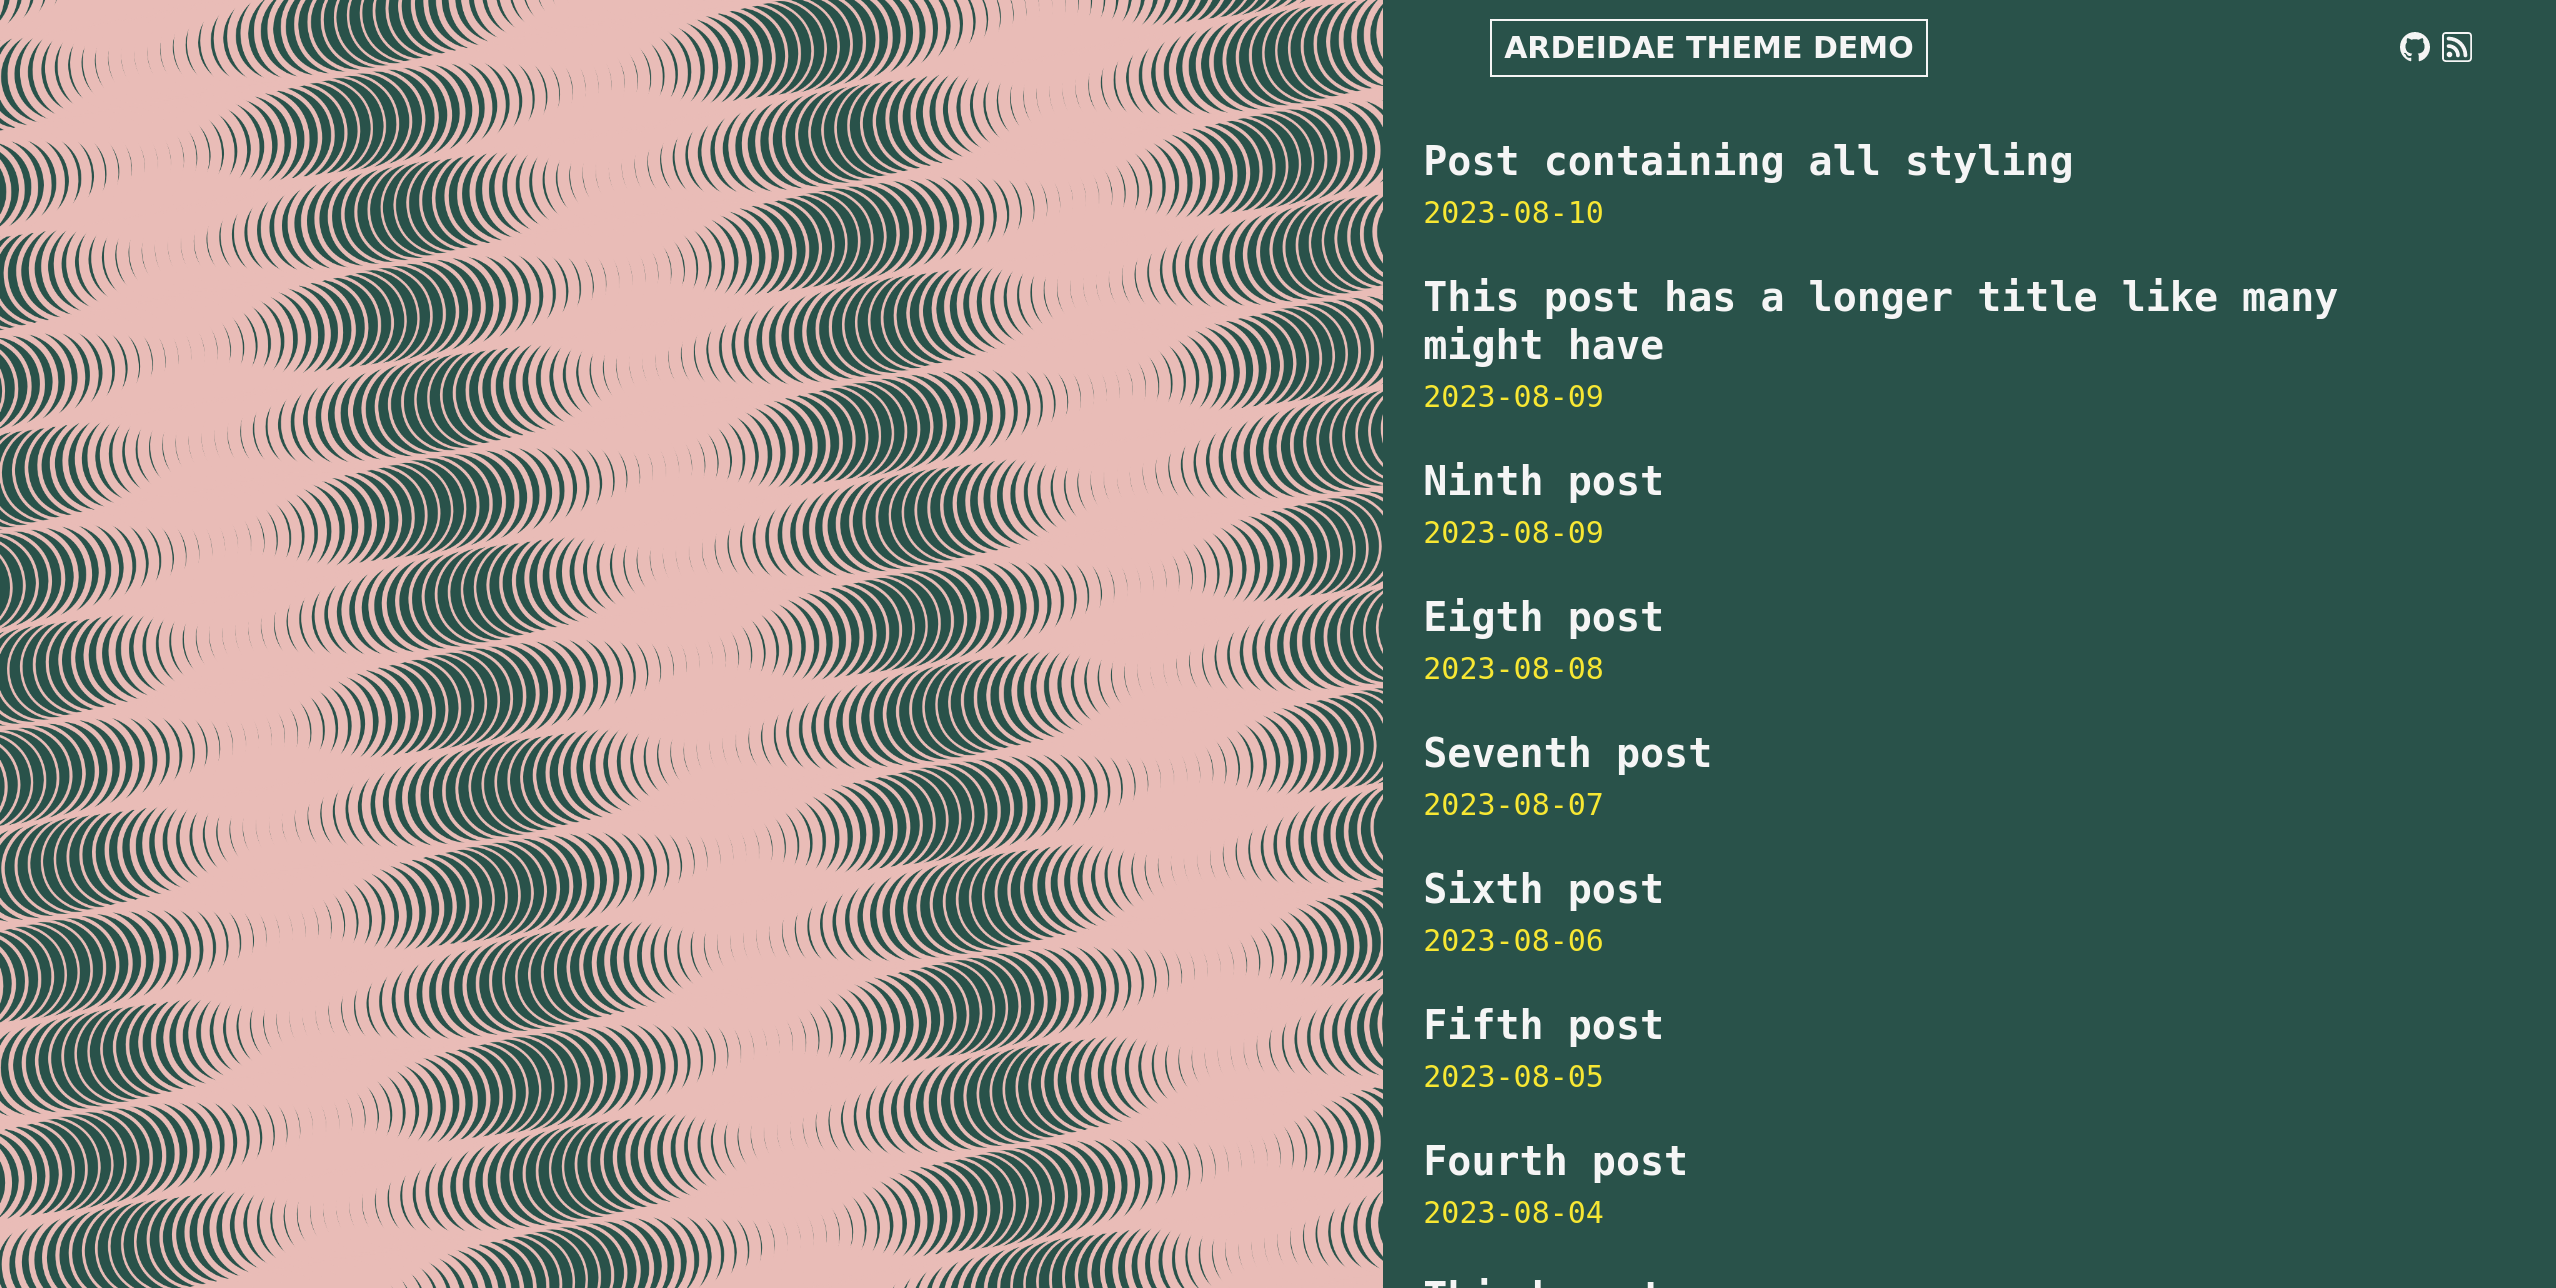 ARDEIDAE THEME DEMO
Post containing all styling
2023-08-10
This post has a longer title like many
might have
2023-08-09
Ninth post
2023-08-09
Eigth post
2023-08-08
Seventh post
2023-08-07
Sixth post
2023-08-06
Fifth post
2023-08-05
Fourth post
2023-08-04